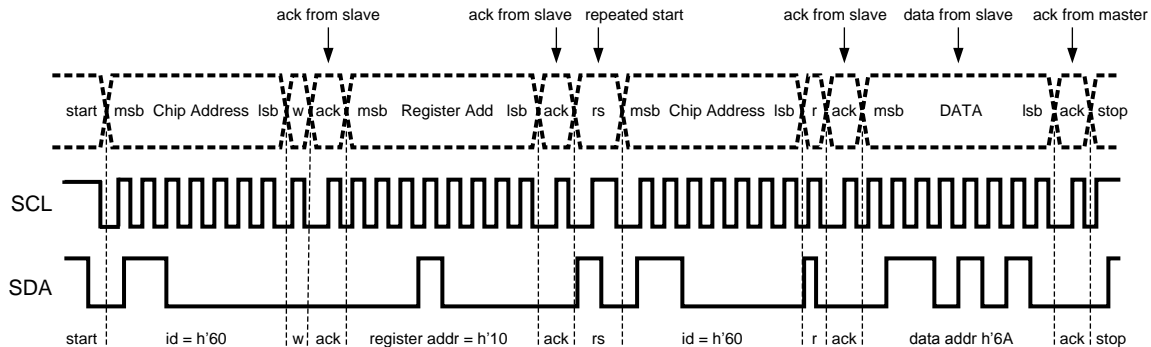 ack from slave ack from slave repeated start ack from slave data from slave ack from master
start msb Chip Address lsb w ack msb Register Add lsb ack rs msb Chip Address lsb r ack msb DATA lsb ack stop
SCL
SDA
start id = h'60 w ack register addr = h'10 ack rs id = h'60 r ack data addr h'6A ack stop